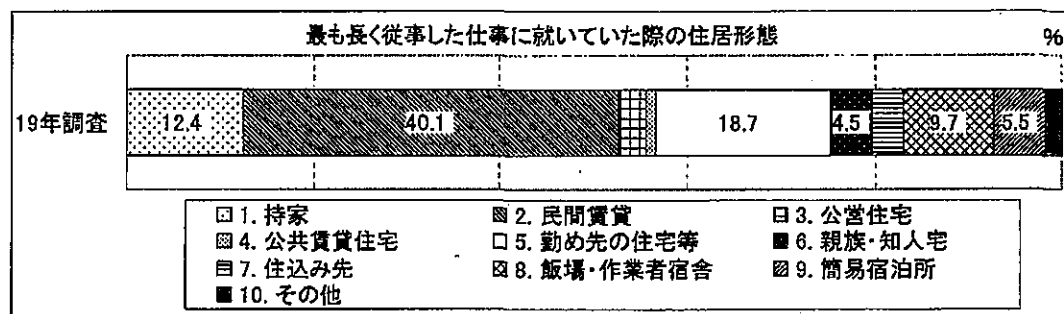 最も長く従事した仕事に就いていた際の住居形態
%
19年調査
12.4 40.1 18.7 4.5 9.7 5.5
1. 持家 2. 民間賃貸 3. 公営住宅
4. 公共賃貸住宅 5. 勤め先の住宅等 6. 親族・知人宅
7. 住込み先 8. 飯場・作業者宿舎 9. 簡易宿泊所
10. その他